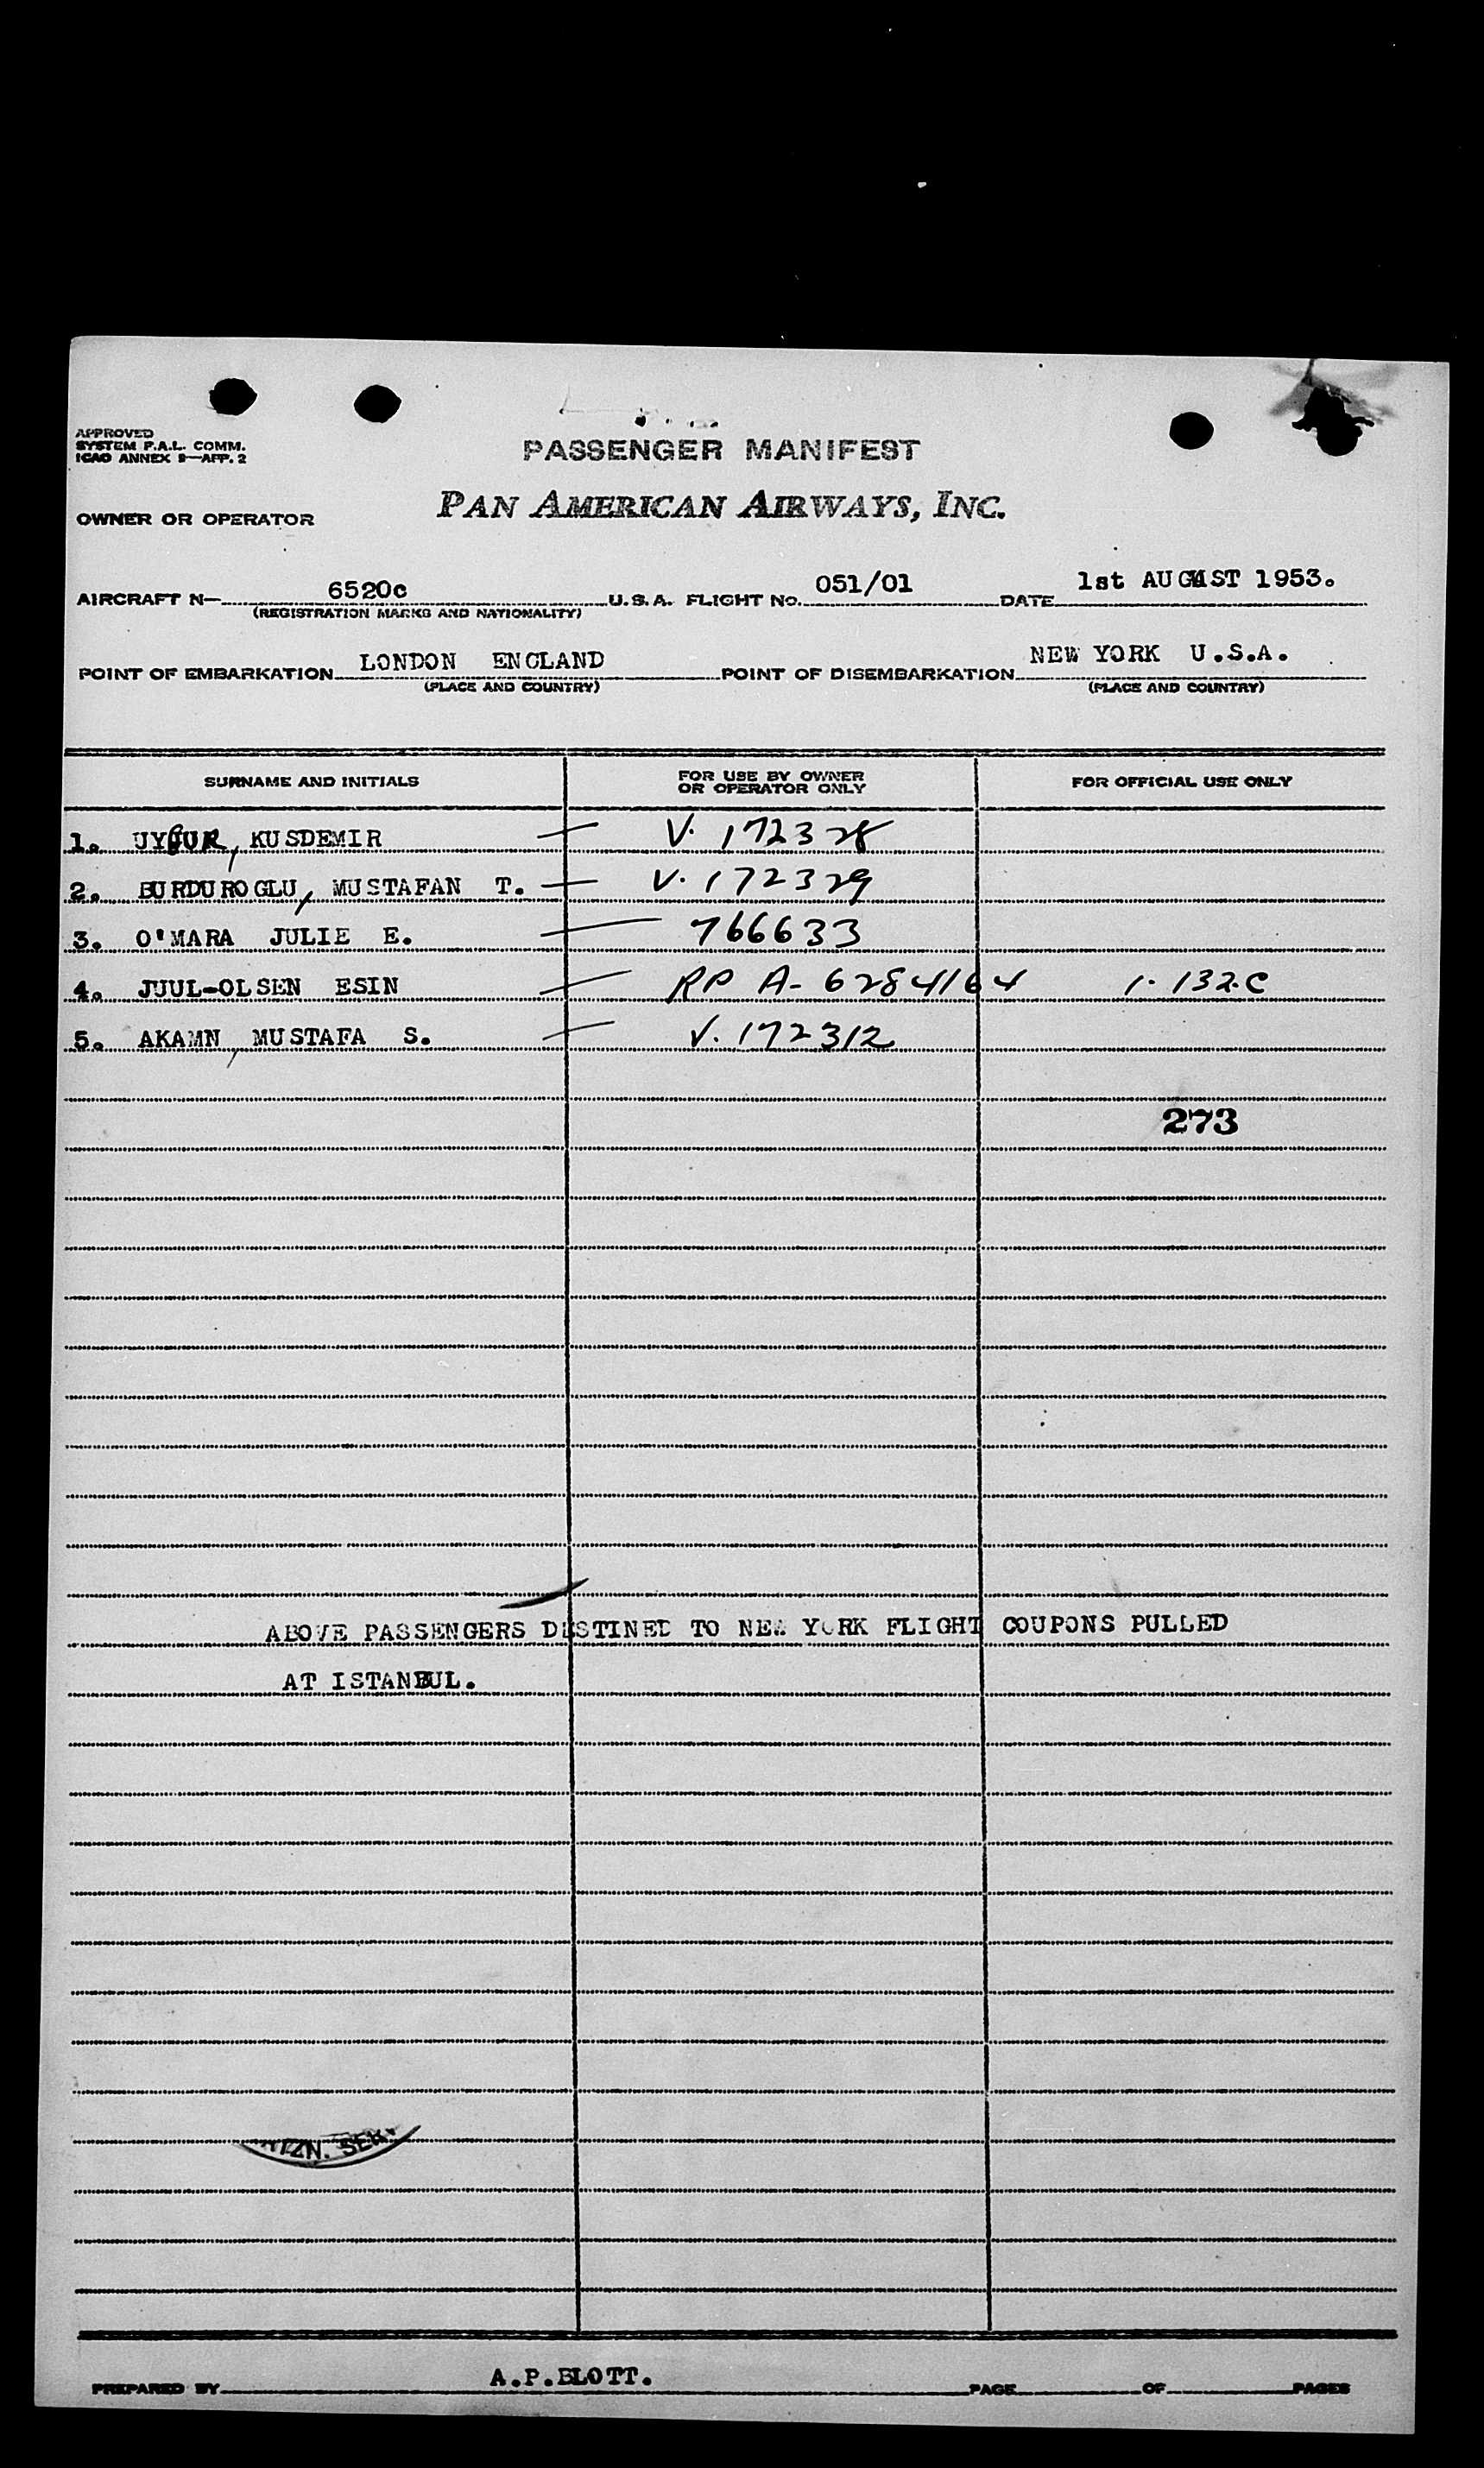 APPROVED
SYSTEM P.A.L. COMM.
ICAO ANNEX 9—APP. 2
PASSENGER MANIFEST
OWNER OR OPERATOR PAN AMERICAN AIRWAYS, INC.
AIRCRAFT N— 6520c U.S.A. FLIGHT No. 051/01 DATE 1st AUGUST 1953.
(REGISTRATION MARKS AND NATIONALITY)
POINT OF EMBARKATION LONDON ENGLAND POINT OF DISEMBARKATION NEW YORK U.S.A.
(PLACE AND COUNTRY) (PLACE AND COUNTRY)
SURNAME AND INITIALS FOR USE BY OWNER OR OPERATOR ONLY FOR OFFICIAL USE ONLY
1. UYGUR, KUSDEMIR — V. 172328
2. BURDUROGLU, MUSTAFAN T. — V. 172329
3. O'MARA JULIE E. — 766633
4. JUUL-OLSEN ESIN — RP A- 6284164 1. 132.C
5. AKAMN, MUSTAFA S. — V. 172312
273
ABOVE PASSENGERS DESTINED TO NEW YORK FLIGHT COUPONS PULLED
AT ISTANBUL.
TZN. SER
PREPARED BY A.P.BLOTT. PAGE OF PAGES